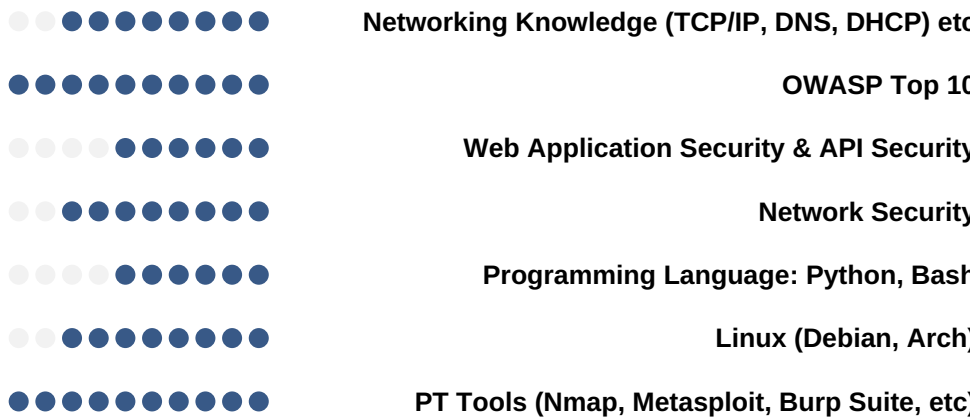 Networking Knowledge (TCP/IP, DNS, DHCP) etc
OWASP Top 10
Web Application Security & API Security
Network Security
Programming Language: Python, Bash
Linux (Debian, Arch)
PT Tools (Nmap, Metasploit, Burp Suite, etc)